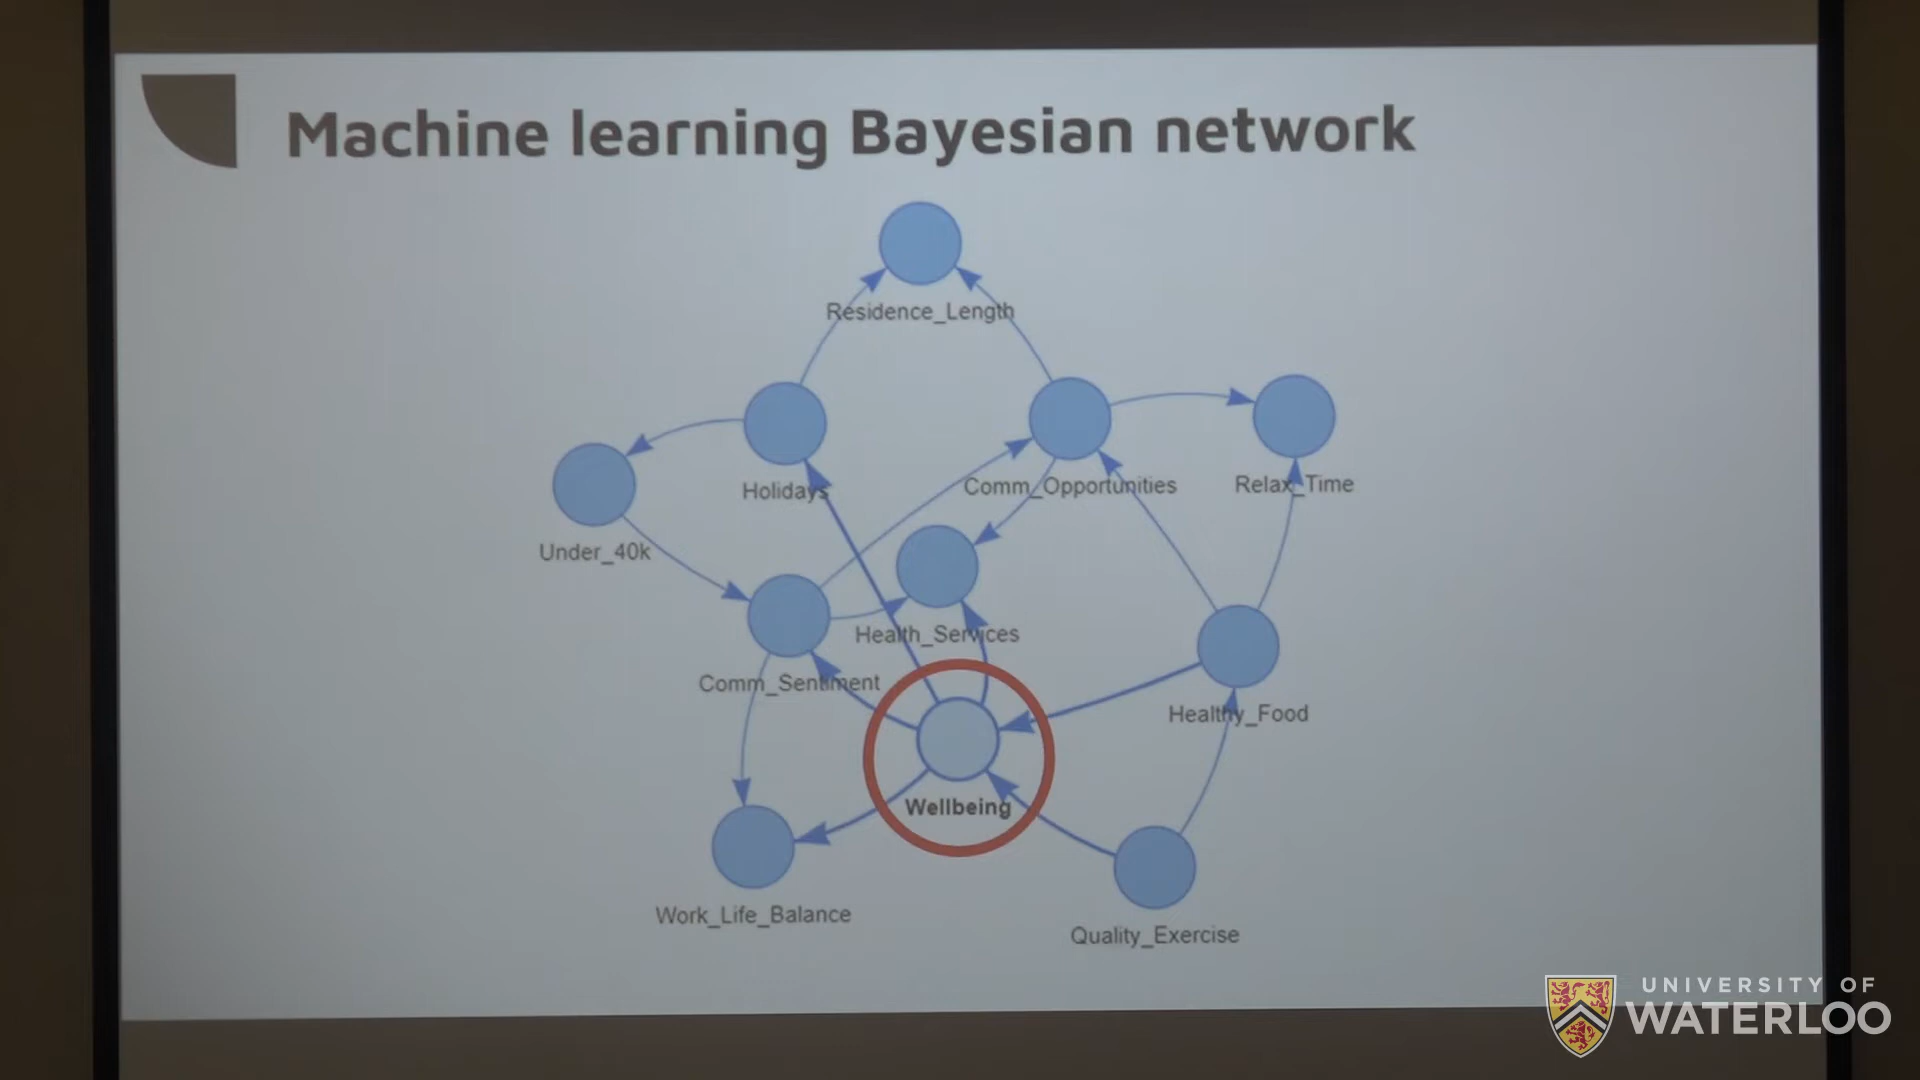 Machine learning Bayesian network
Residence_Length
Holidays
Comm_Opportunities
Relax_Time
Under_40k
Health_Services
Comm_Sentiment
Healthy_Food
Wellbeing
Work_Life_Balance
Quality_Exercise
UNIVERSITY OF
WATERLOO